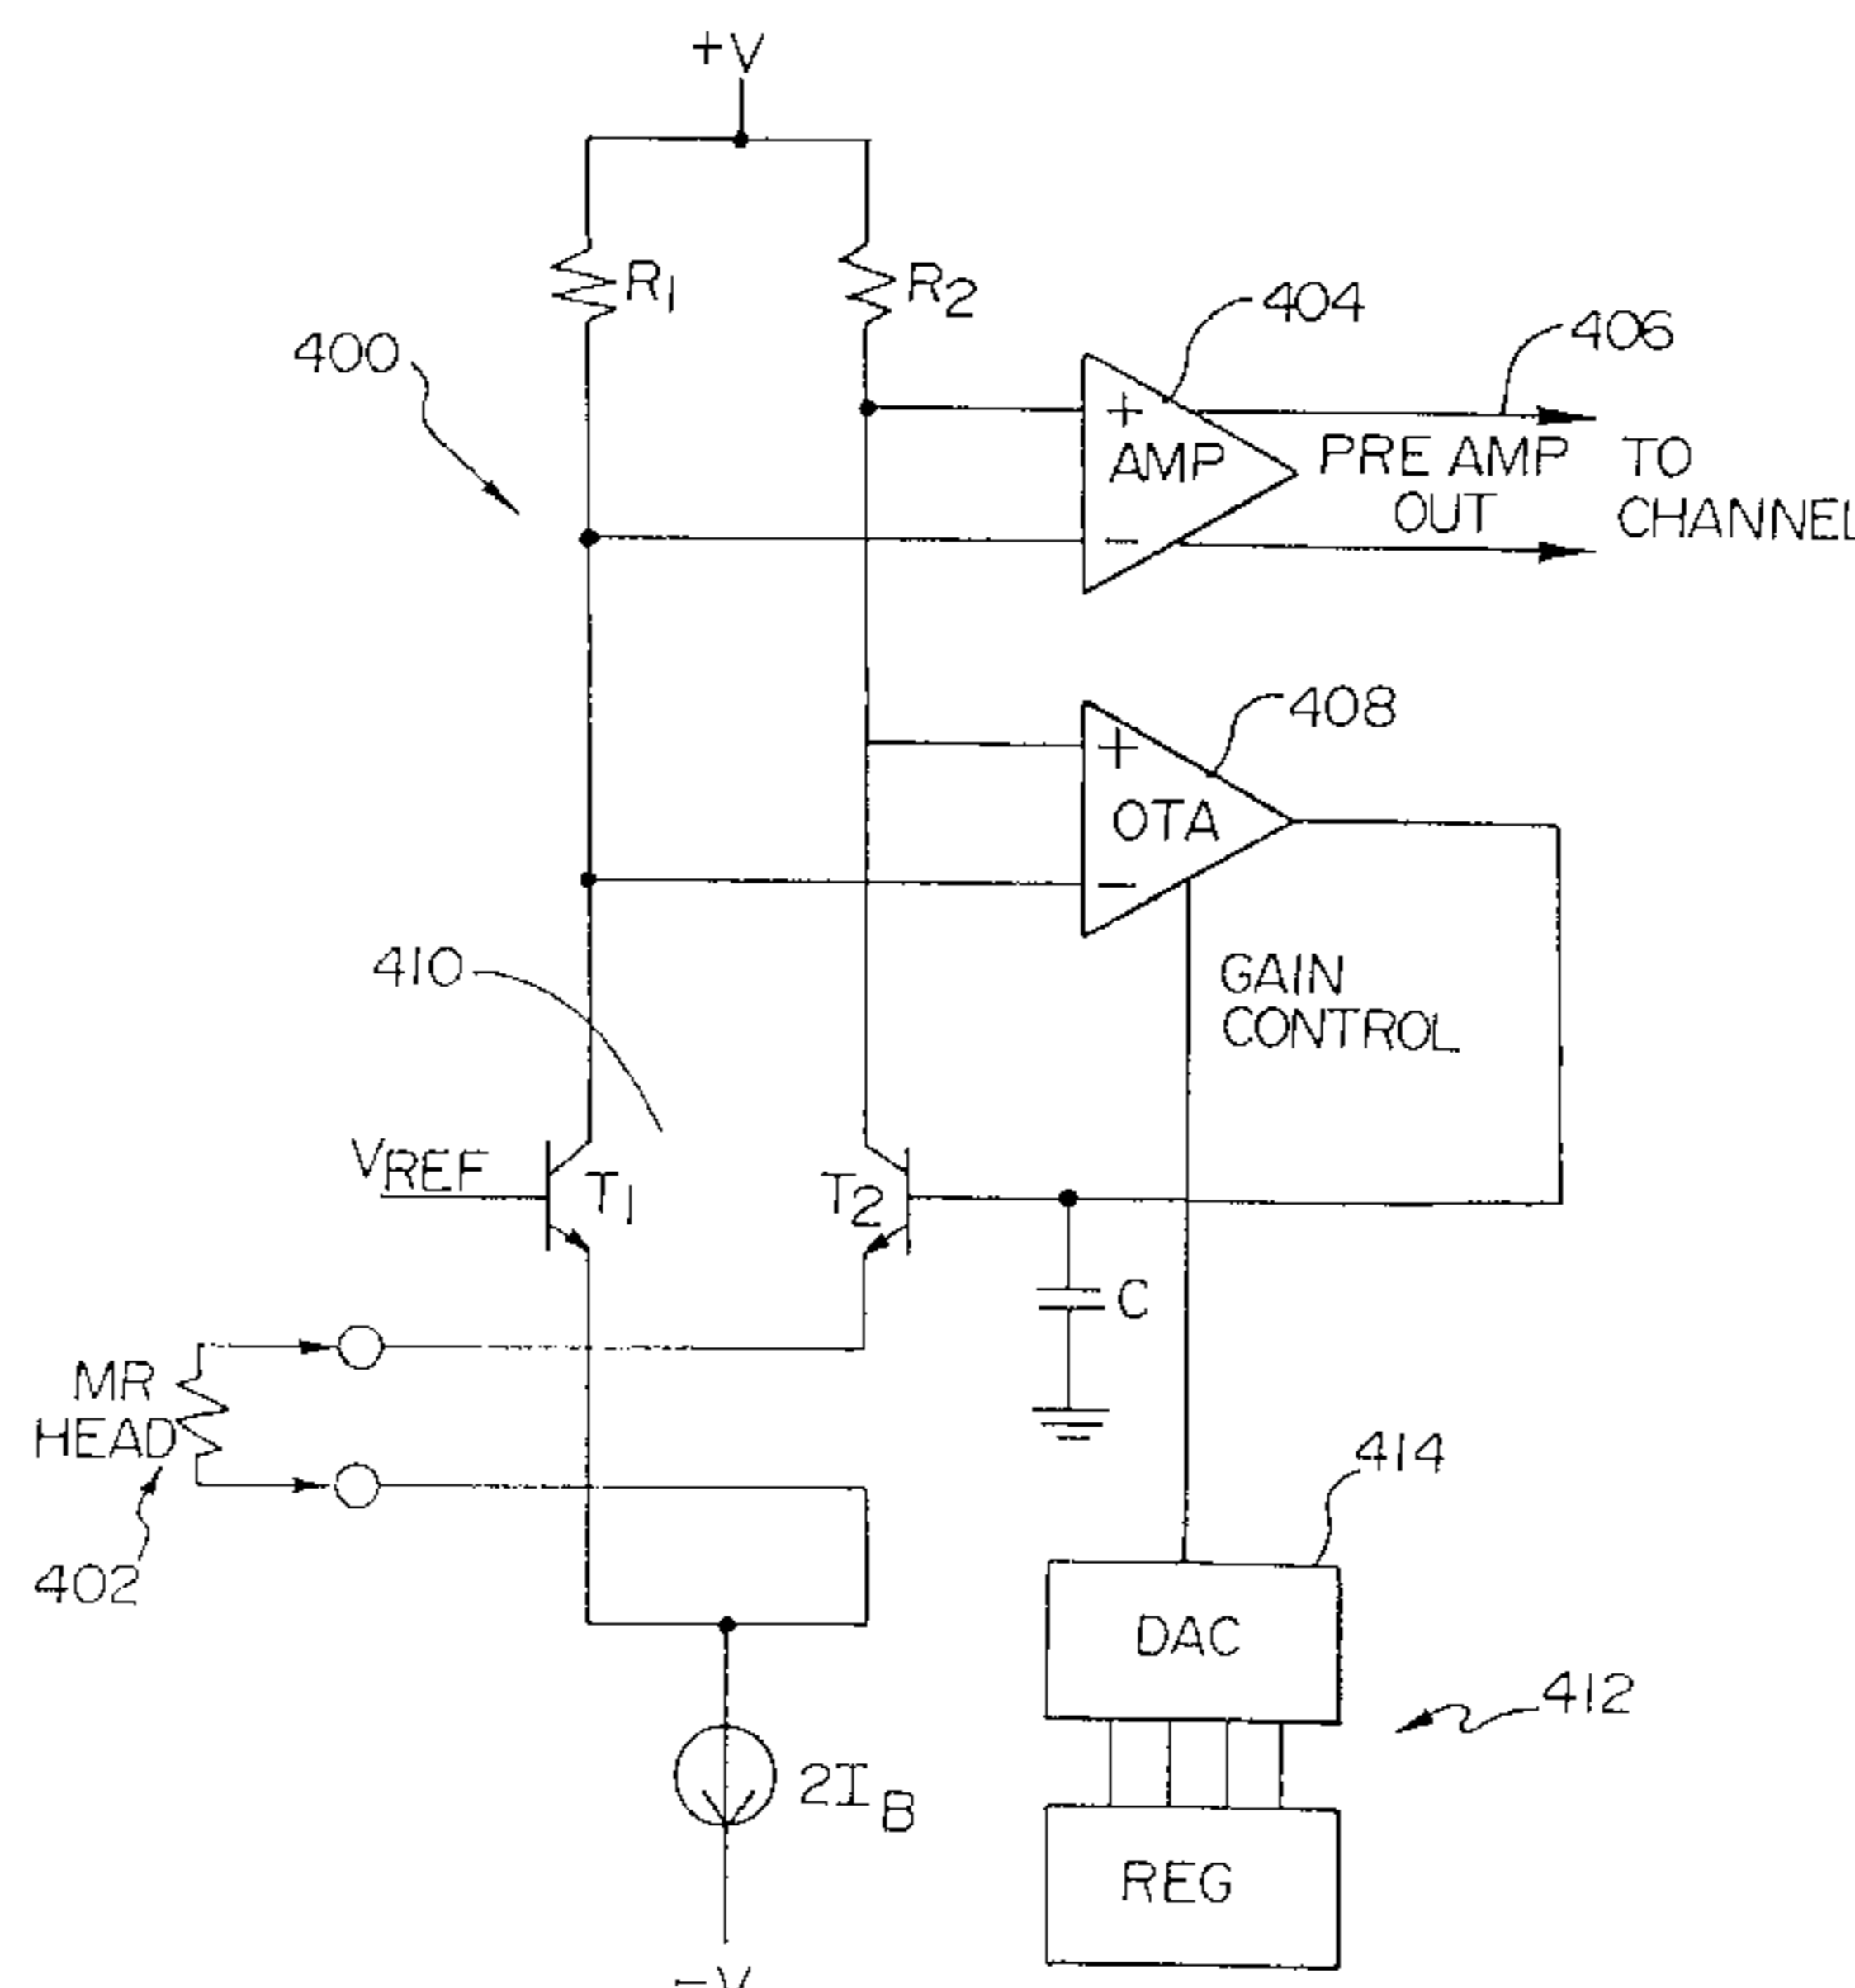 +V
R1
R2
400
404
406
+
AMP
-
PRE AMP
OUT
TO
CHANNEL
408
+
OTA
-
410
GAIN
CONTROL
VREF
T1
T2
C
MR
HEAD
402
414
DAC
412
2IB
REG
-V